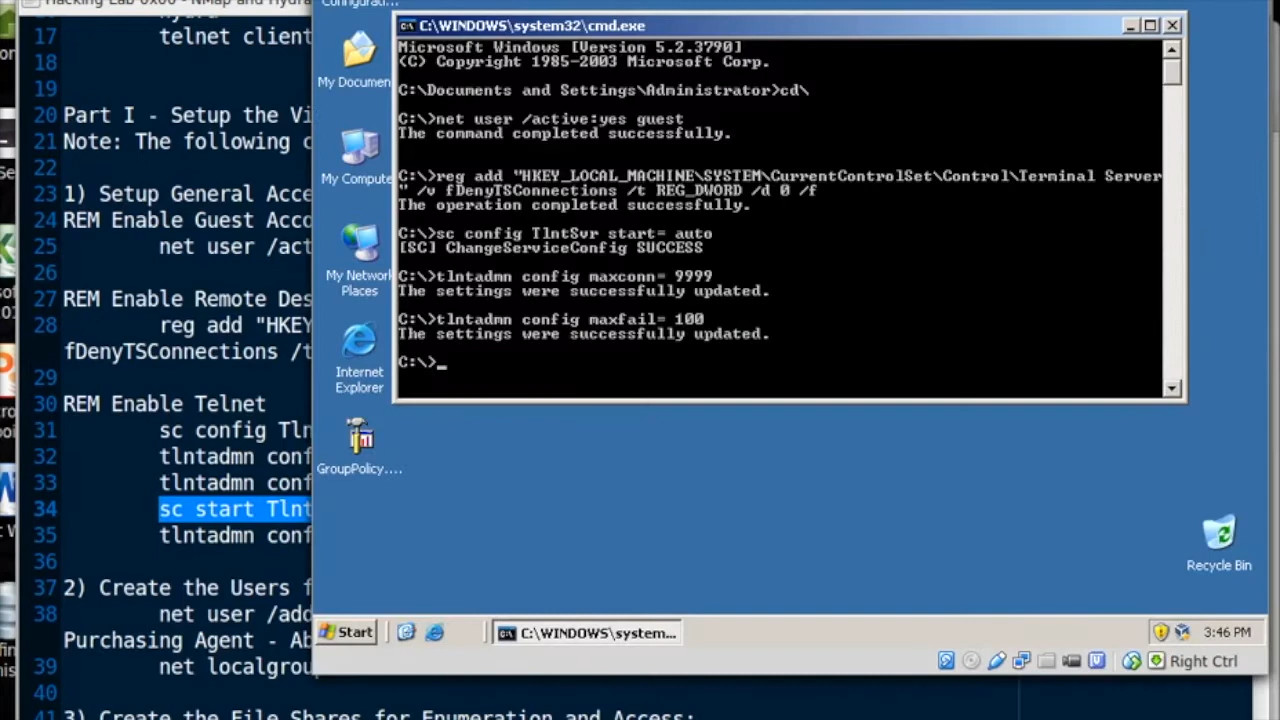 Hacking Lab 0x00 - NMap and Hydra
17 telnet client
18
19
20 Part I - Setup the Vi
21 Note: The following c
22
23 1) Setup General Acce
24 REM Enable Guest Acco
25 net user /act
26
27 REM Enable Remote Des
28 reg add "HKEY
fDenyTSConnections /t
29
30 REM Enable Telnet
31 sc config Tln
32 tlntadmn conf
33 tlntadmn conf
34 sc start Tlnt
35 tlntadmn conf
36
37 2) Create the Users f
38 net user /add
Purchasing Agent - Ab
39 net localgrou
40
41 3) Create the File Shares for Enumeration and Access:
My Documen
My Compute
My Network
Places
Internet
Explorer
GroupPolicy....
C:\WINDOWS\system32\cmd.exe
Microsoft Windows [Version 5.2.3790]
(C) Copyright 1985-2003 Microsoft Corp.
C:\Documents and Settings\Administrator>cd\
C:\>net user /active:yes guest
The command completed successfully.
C:\>reg add "HKEY_LOCAL_MACHINE\SYSTEM\CurrentControlSet\Control\Terminal Server
" /v fDenyTSConnections /t REG_DWORD /d 0 /f
The operation completed successfully.
C:\>sc config TlntSvr start= auto
[SC] ChangeServiceConfig SUCCESS
C:\>tlntadmn config maxconn= 9999
The settings were successfully updated.
C:\>tlntadmn config maxfail= 100
The settings were successfully updated.
C:\>_
Recycle Bin
Start
C:\WINDOWS\system...
3:46 PM
Right Ctrl